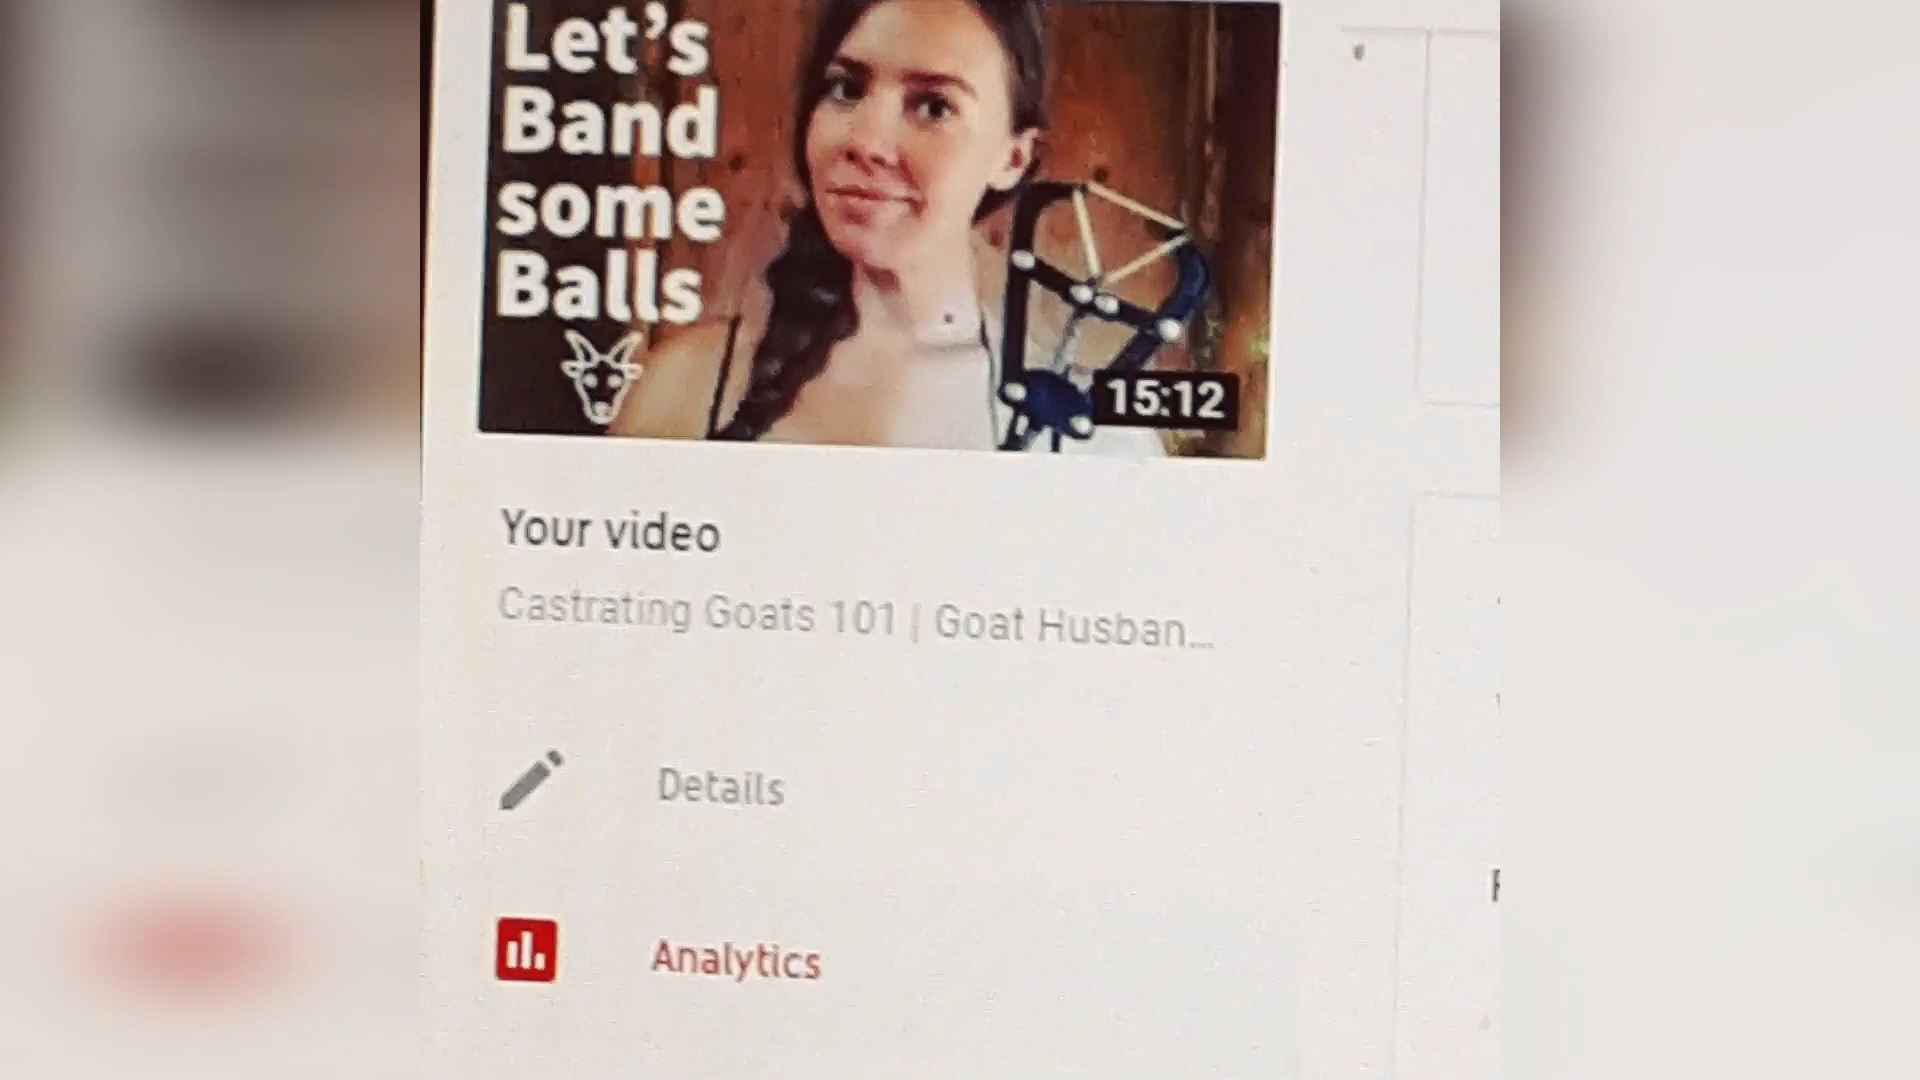 Let's
Band
some
Balls
15:12
Your video
Castrating Goats 101 | Goat Husban...
Details
Analytics